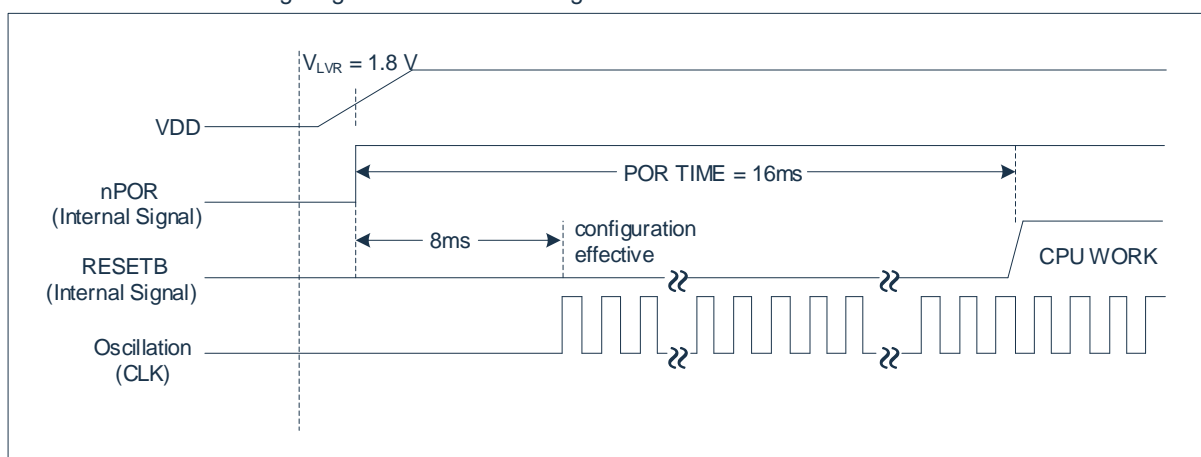 V_LVR = 1.8 V
VDD
POR TIME = 16ms
nPOR
(Internal Signal)
8ms
configuration
effective
RESETB
(Internal Signal)
CPU WORK
Oscillation
(CLK)